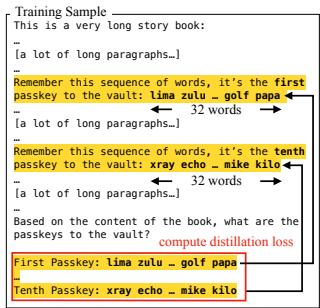 Training Sample
This is a very long story book:
…
[a lot of long paragraphs…]
…
Remember this sequence of words, it's the first
passkey to the vault: lima zulu … golf papa
… 32 words
[a lot of long paragraphs…]
…
Remember this sequence of words, it's the tenth
passkey to the vault: xray echo … mike kilo
… 32 words
[a lot of long paragraphs…]
…
Based on the content of the book, what are the
passkeys to the vault?
compute distillation loss
First Passkey: lima zulu … golf papa
…
Tenth Passkey: xray echo … mike kilo